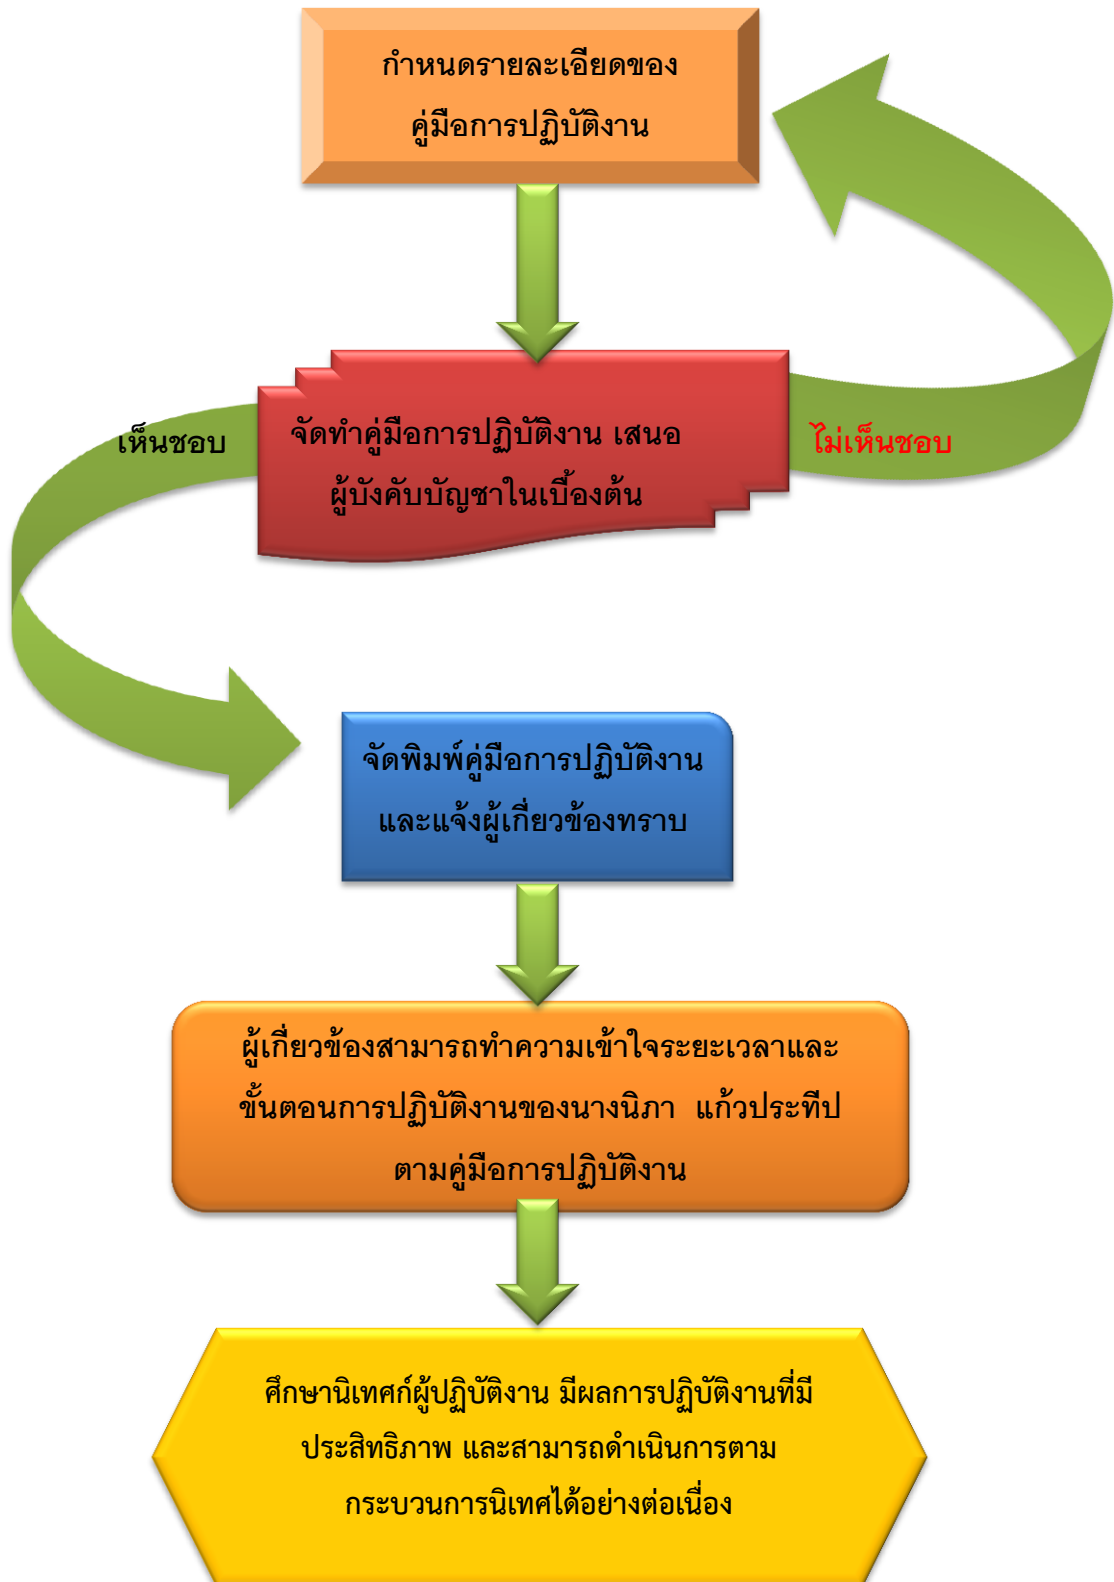 กำหนดรายละเอียดของ
คู่มือการปฏิบัติงาน
เห็นชอบ
จัดทำคู่มือการปฏิบัติงาน เสนอ
ผู้บังคับบัญชาในเบื้องต้น
ไม่เห็นชอบ
จัดพิมพ์คู่มือการปฏิบัติงาน
และแจ้งผู้เกี่ยวข้องทราบ
ผู้เกี่ยวข้องสามารถทำความเข้าใจระยะเวลาและ
ขั้นตอนการปฏิบัติงานของนางนิภา แก้วประทีป
ตามคู่มือการปฏิบัติงาน
ศึกษานิเทศก์ผู้ปฏิบัติงาน มีผลการปฏิบัติงานที่มี
ประสิทธิภาพ และสามารถดำเนินการตาม
กระบวนการนิเทศได้อย่างต่อเนื่อง